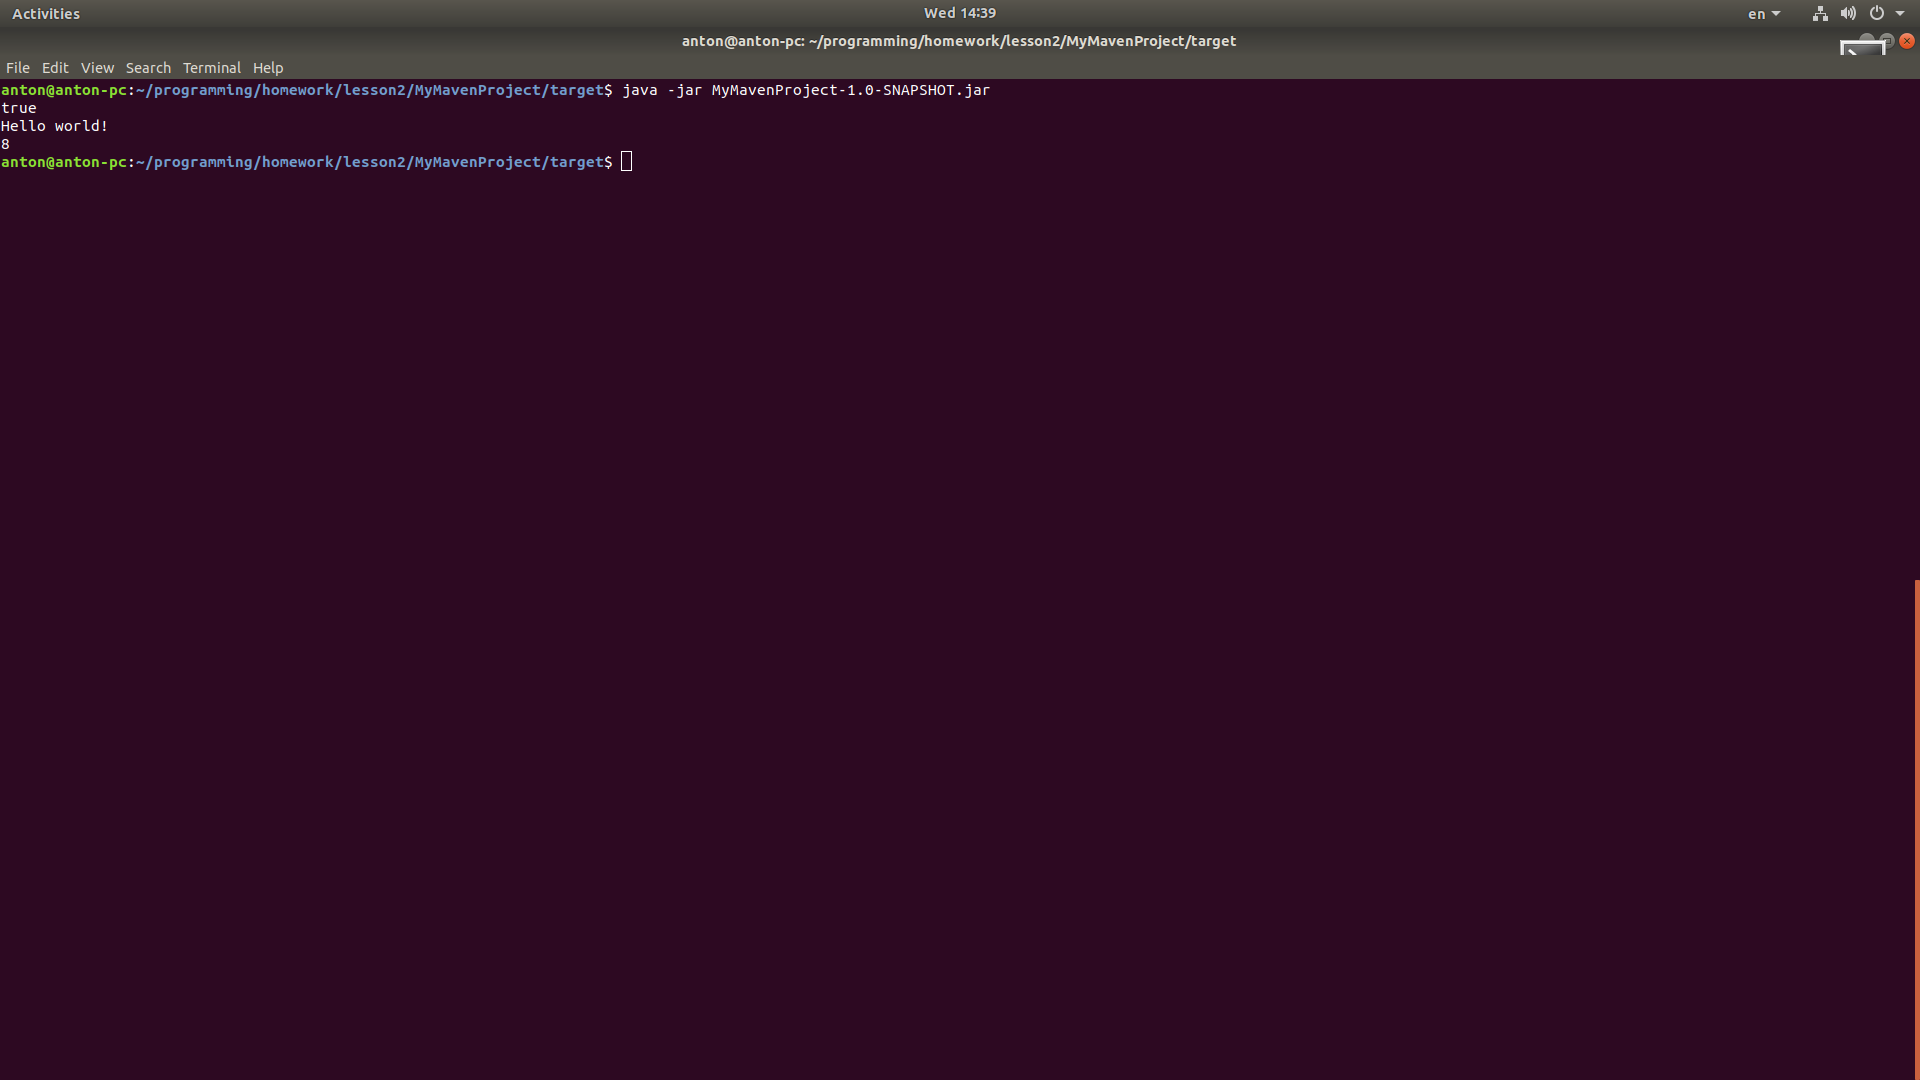 Activities
Wed 14:39
en
anton@anton-pc: ~/programming/homework/lesson2/MyMavenProject/target
File Edit View Search Terminal Help
anton@anton-pc:~/programming/homework/lesson2/MyMavenProject/target$ java -jar MyMavenProject-1.0-SNAPSHOT.jar
true
Hello world!
8
anton@anton-pc:~/programming/homework/lesson2/MyMavenProject/target$